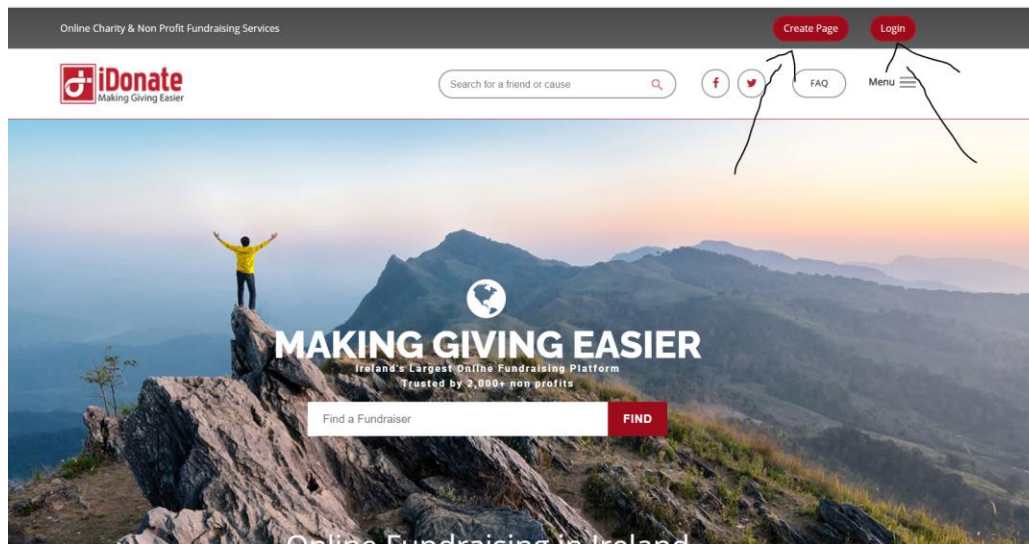 Online Charity & Non Profit Fundraising Services
Create Page
Login
iDonate
Making Giving Easier
Search for a friend or cause
FAQ
Menu
MAKING GIVING EASIER
Ireland's Largest Online Fundraising Platform
Trusted by 2,000+ non profits
Find a Fundraiser
FIND
Online Fundraising in Ireland